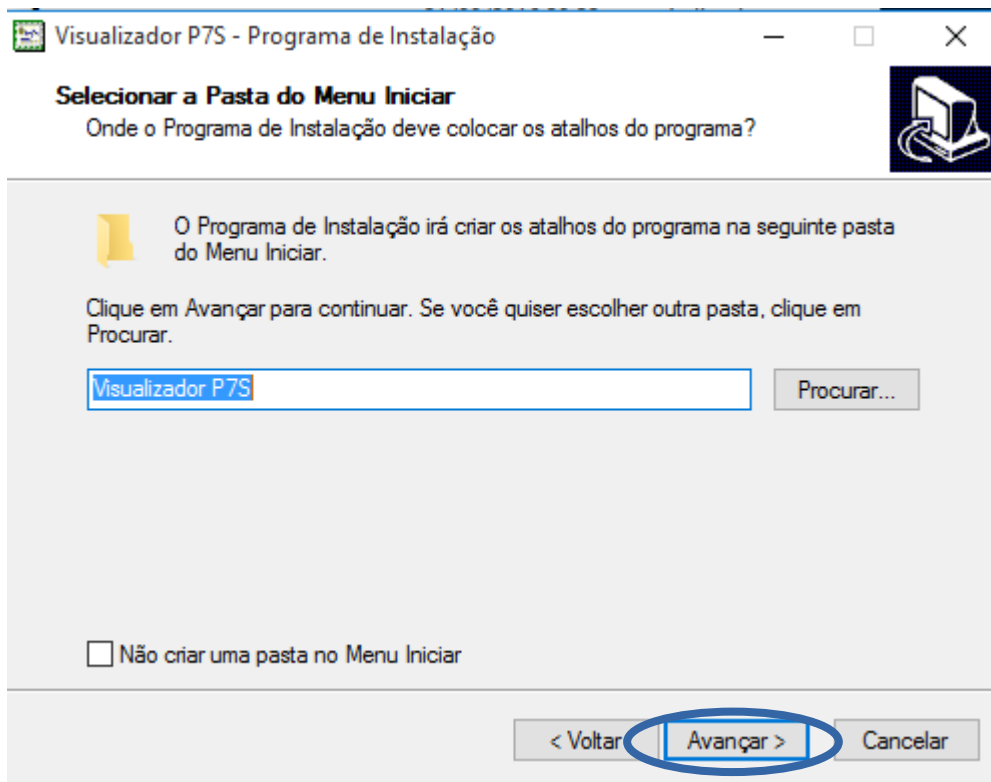 Visualizador P7S - Programa de Instalação
Selecionar a Pasta do Menu Iniciar
Onde o Programa de Instalação deve colocar os atalhos do programa?
O Programa de Instalação irá criar os atalhos do programa na seguinte pasta
do Menu Iniciar.
Clique em Avançar para continuar. Se você quiser escolher outra pasta, clique em
Procurar.
Visualizador P7S
Procurar...
Não criar uma pasta no Menu Iniciar
< Voltar
Avançar >
Cancelar